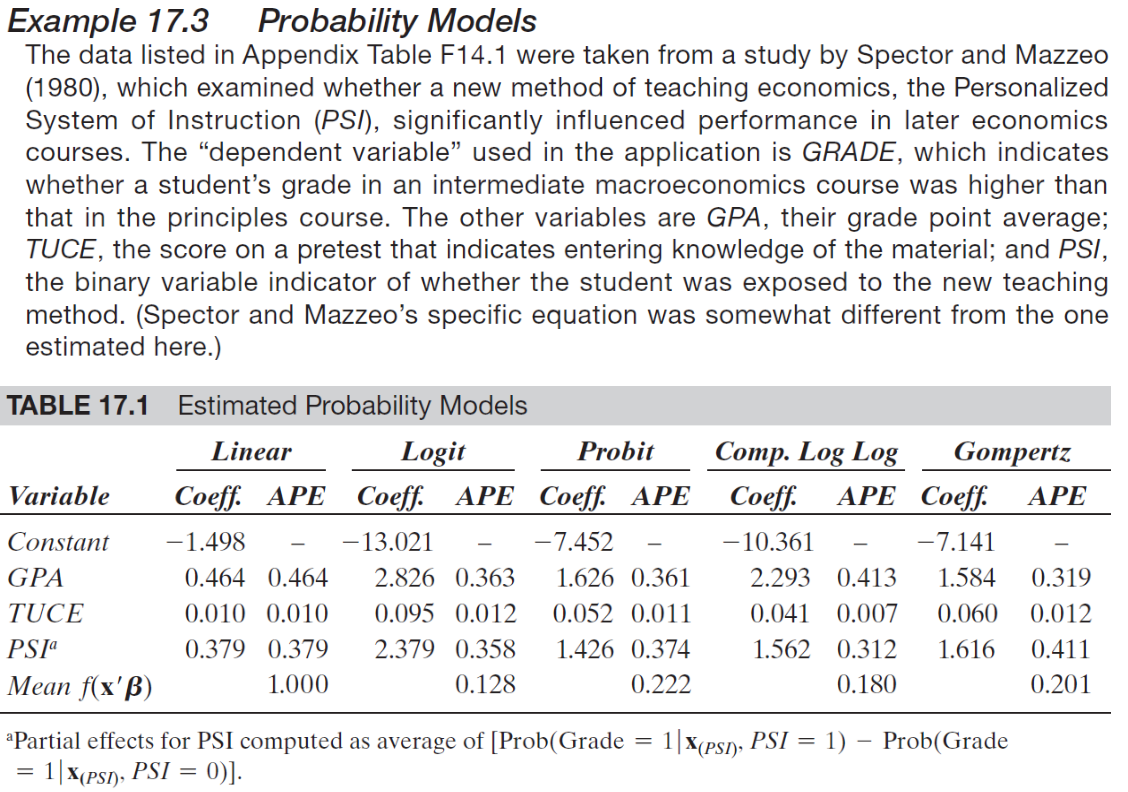 Example 17.3 Probability Models
The data listed in Appendix Table F14.1 were taken from a study by Spector and Mazzeo
(1980), which examined whether a new method of teaching economics, the Personalized
System of Instruction (PSI), significantly influenced performance in later economics
courses. The “dependent variable” used in the application is GRADE, which indicates
whether a student’s grade in an intermediate macroeconomics course was higher than
that in the principles course. The other variables are GPA, their grade point average;
TUCE, the score on a pretest that indicates entering knowledge of the material; and PSI,
the binary variable indicator of whether the student was exposed to the new teaching
method. (Spector and Mazzeo’s specific equation was somewhat different from the one
estimated here.)
TABLE 17.1 Estimated Probability Models
Linear Logit Probit Comp. Log Log Gompertz
Variable Coeff. APE Coeff. APE Coeff. APE Coeff. APE Coeff. APE
Constant −1.498 – −13.021 – −7.452 – −10.361 – −7.141 –
GPA 0.464 0.464 2.826 0.363 1.626 0.361 2.293 0.413 1.584 0.319
TUCE 0.010 0.010 0.095 0.012 0.052 0.011 0.041 0.007 0.060 0.012
PSIᵃ 0.379 0.379 2.379 0.358 1.426 0.374 1.562 0.312 1.616 0.411
Mean f(x′β) 1.000 0.128 0.222 0.180 0.201
ᵃPartial effects for PSI computed as average of [Prob(Grade = 1|x(PSI), PSI = 1) − Prob(Grade
= 1|x(PSI), PSI = 0)].